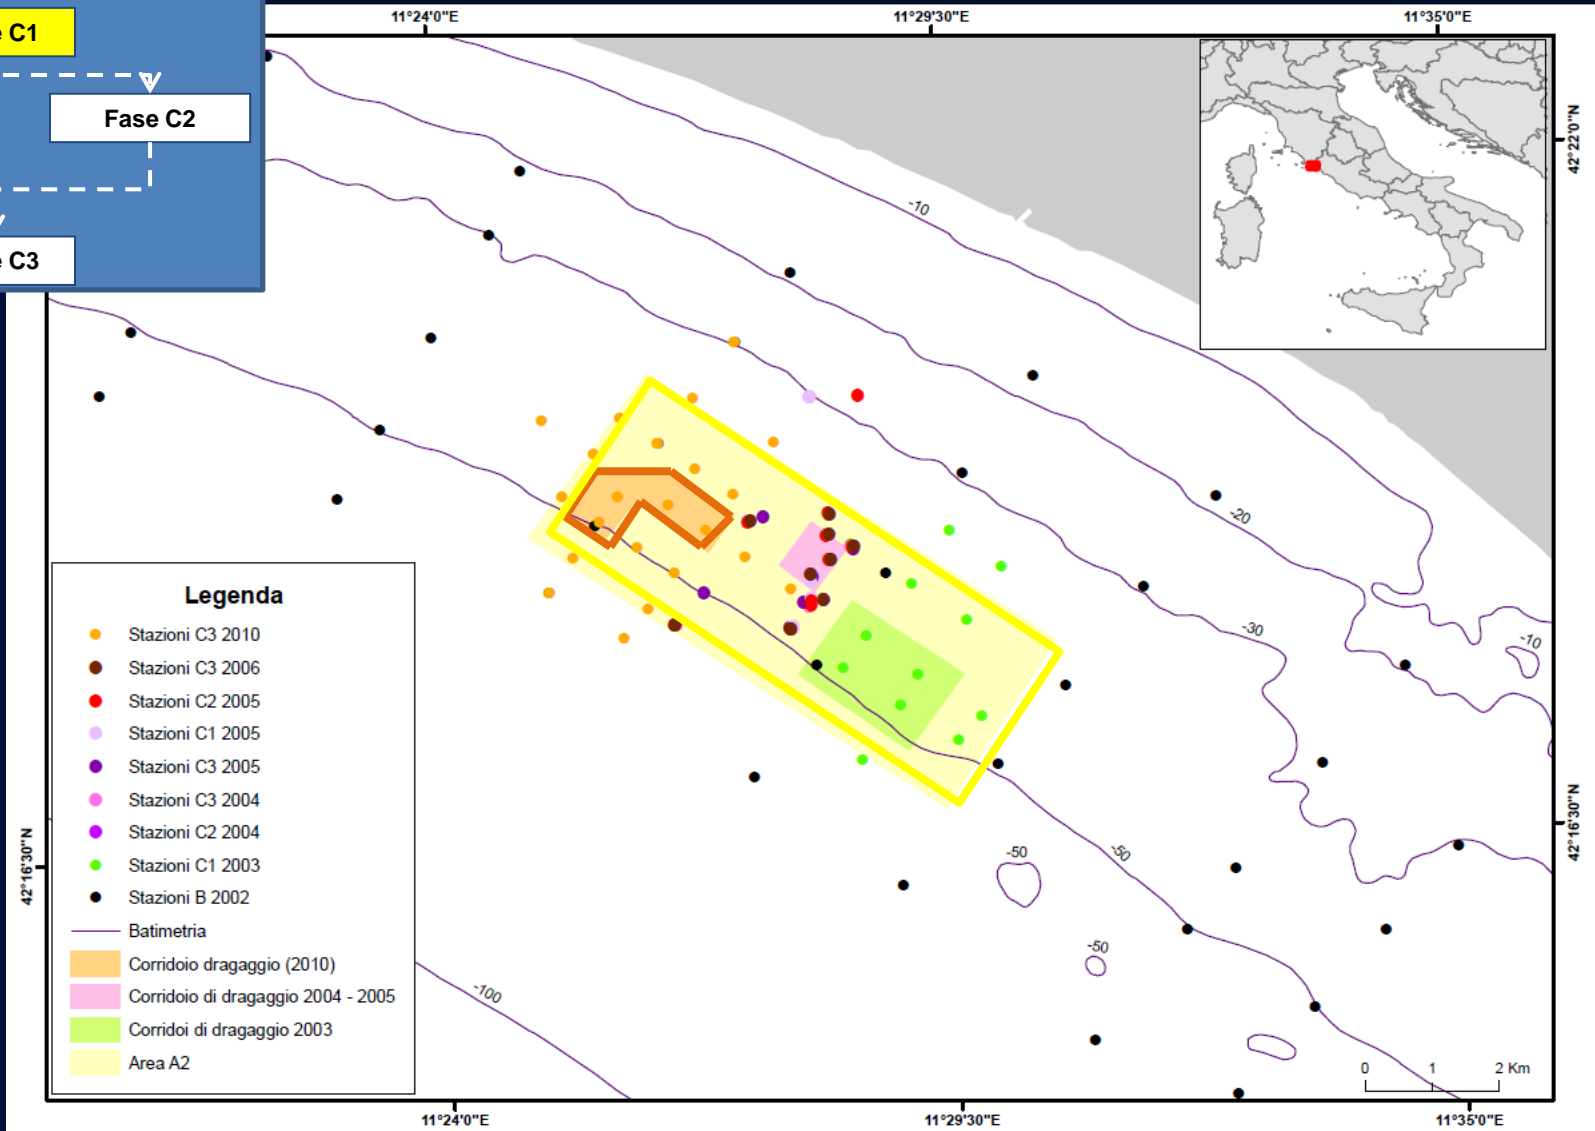 e C1
Fase C2
e C3
11°24'0"E
11°29'30"E
11°35'0"E
42°22'0"N
-10
-20
-30
-10
-50
-50
-50
-100
42°16'30"N
42°16'30"N
Legenda
Stazioni C3 2010
Stazioni C3 2006
Stazioni C2 2005
Stazioni C1 2005
Stazioni C3 2005
Stazioni C3 2004
Stazioni C2 2004
Stazioni C1 2003
Stazioni B 2002
Batimetria
Corridoio dragaggio (2010)
Corridoio di dragaggio 2004 - 2005
Corridoi di dragaggio 2003
Area A2
0 1 2 Km
11°24'0"E
11°29'30"E
11°35'0"E